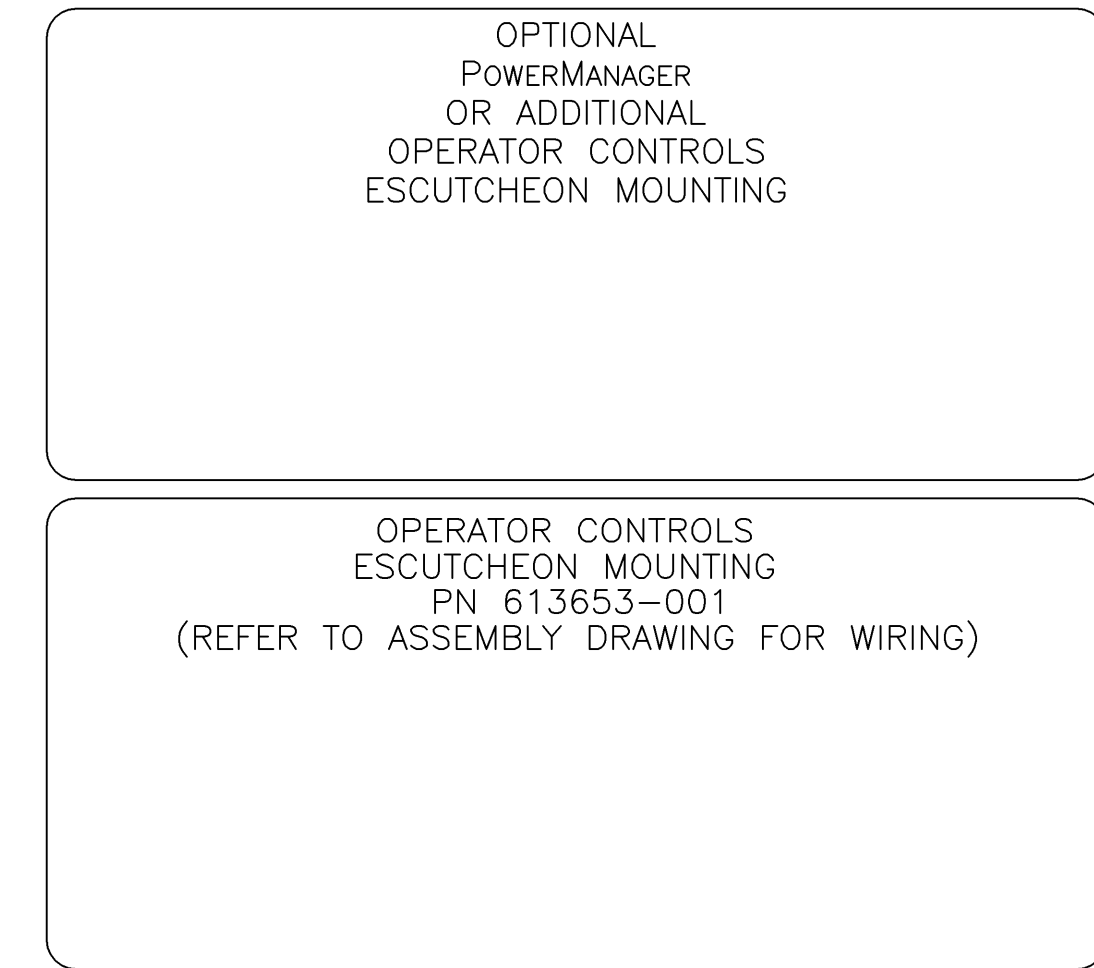 OPTIONAL
POWERMANAGER
OR ADDITIONAL
OPERATOR CONTROLS
ESCUTCHEON MOUNTING
OPERATOR CONTROLS
ESCUTCHEON MOUNTING
PN 613653-001
(REFER TO ASSEMBLY DRAWING FOR WIRING)